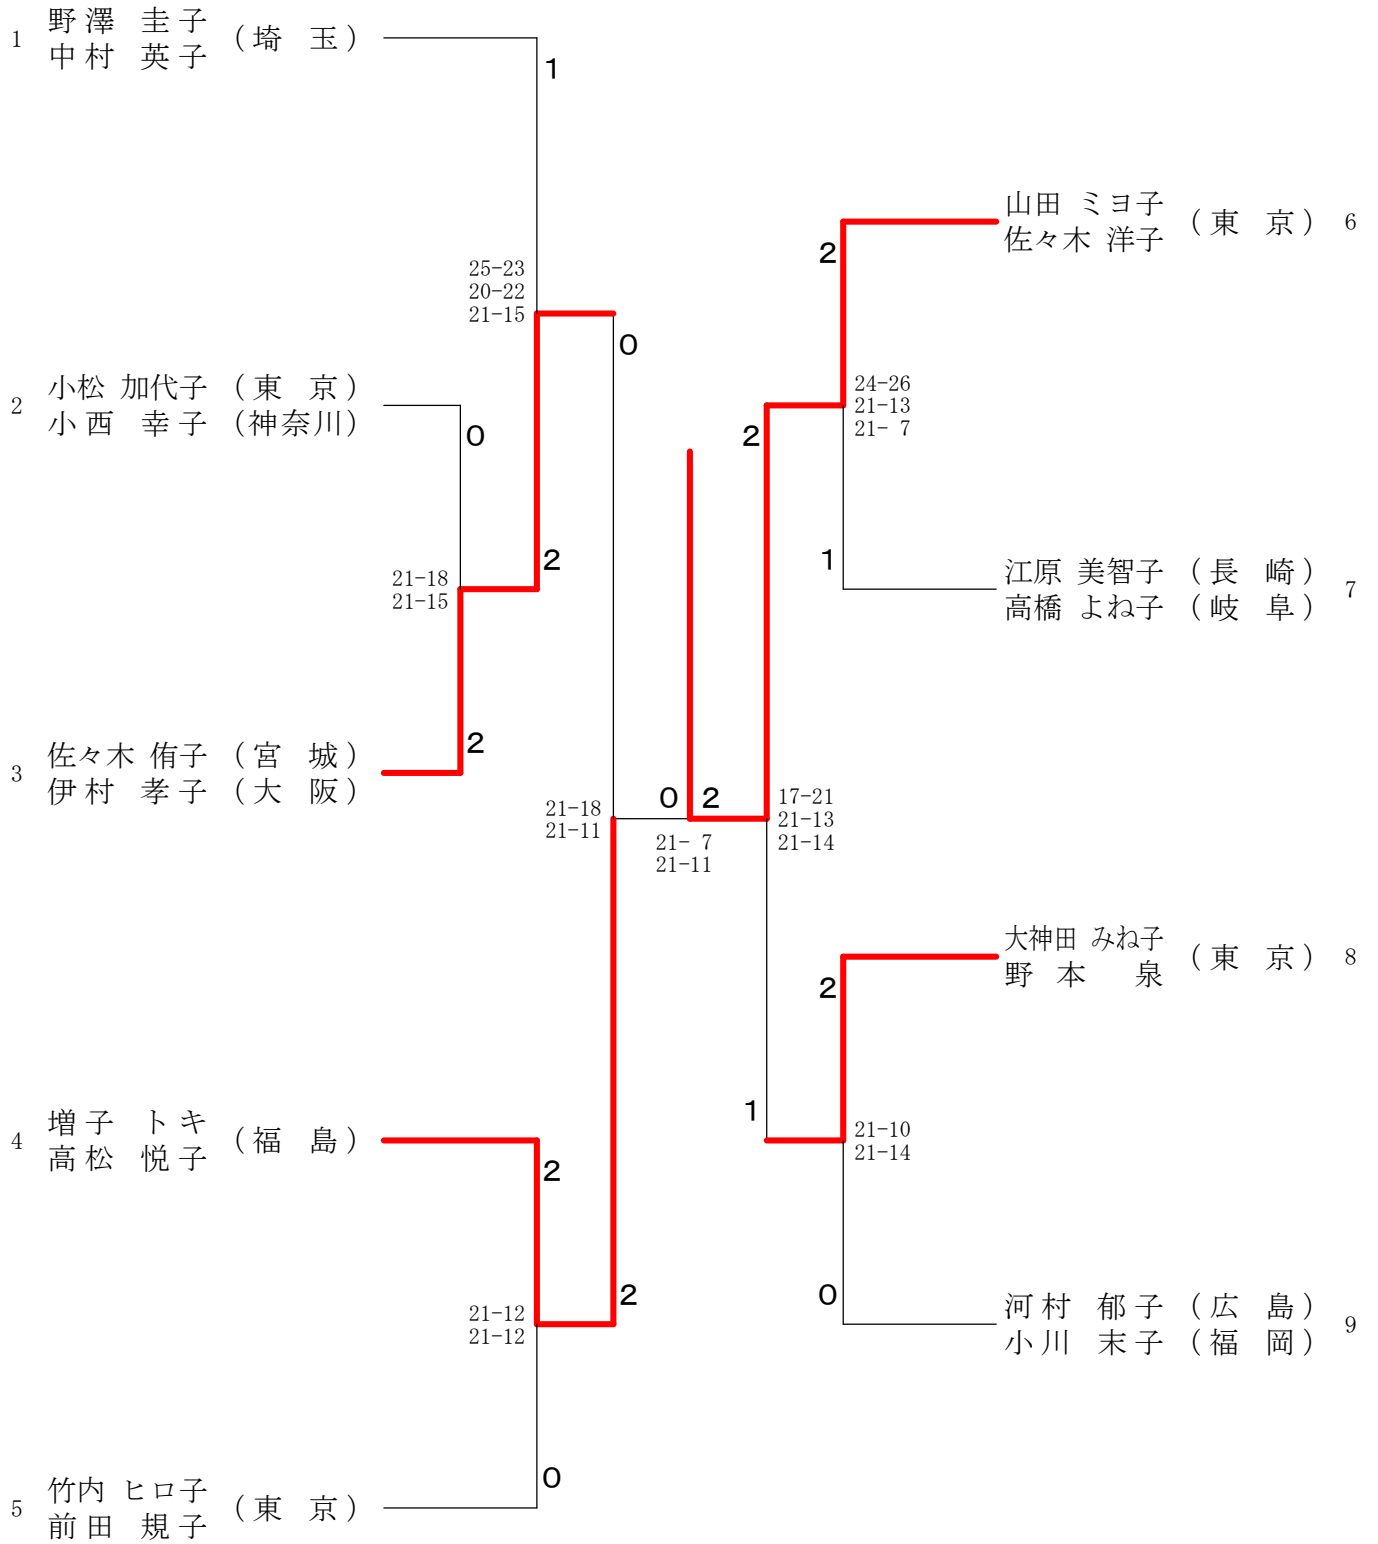 1 野澤 圭子 (埼 玉)
中村 英子
1
25-23
20-22
21-15
0
2 小松 加代子 (東 京)
小西 幸子 (神奈川)
0
21-18
21-15
2
3 佐々木 侑子 (宮 城)
伊村 孝子 (大 阪)
2
21-18
21-11
4 増子 トキ (福 島)
高松 悦子
2
21-12
21-12
2
5 竹内 ヒロ子 (東 京)
前田 規子
0
0 2
21- 7
21-11
山田 ミヨ子 (東 京) 6
佐々木 洋子
2
24-26
21-13
21- 7
2
1
江原 美智子 (長 崎) 7
高橋 よね子 (岐 阜)
17-21
21-13
21-14
大神田 みね子 (東 京) 8
野本 泉
2
1
21-10
21-14
0
河村 郁子 (広 島) 9
小川 末子 (福 岡)